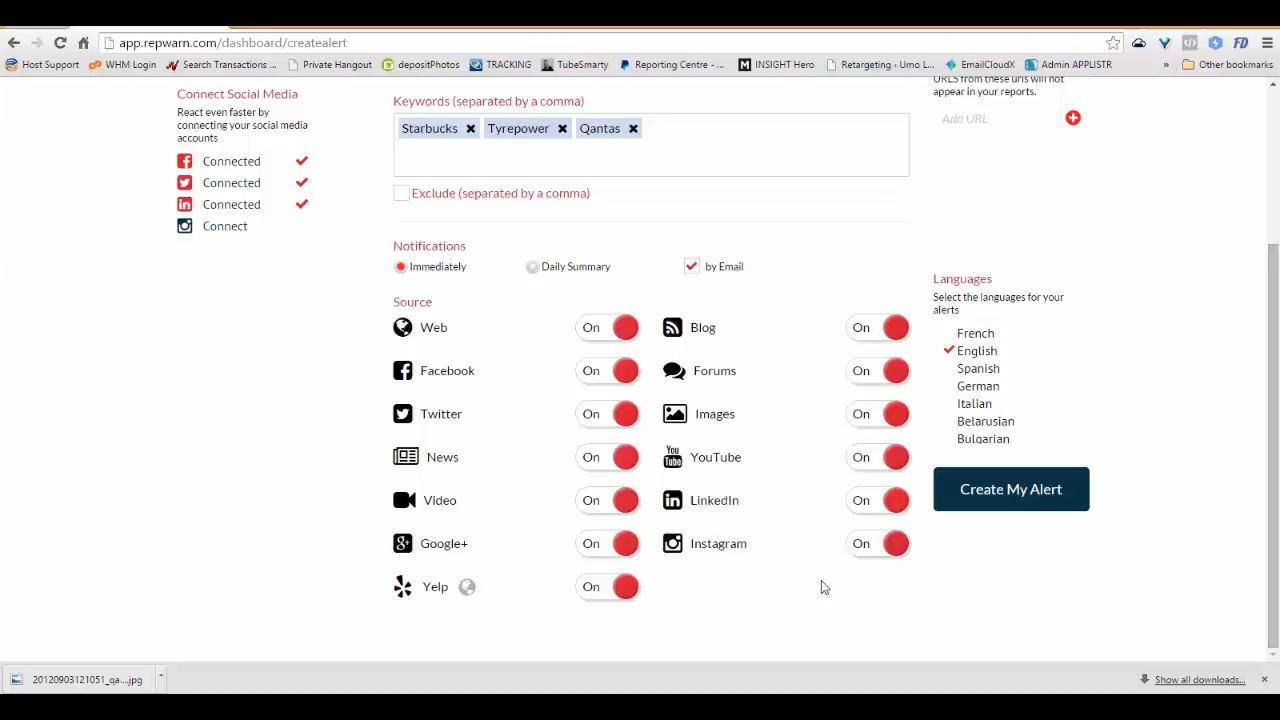 app.repwarn.com/dashboard/createalert
Host Support WHM Login Search Transactions ... Private Hangout depositPhotos TRACKING TubeSmarty Reporting Centre - ... INSIGHT Hero Retargeting | Umo L... EmailCloudX Admin APPLISTR » Other bookmarks
Connect Social Media
React even faster by
connecting your social media
accounts
Connected
Connected
Connected
Connect
Keywords (separated by a comma)
Starbucks Tyrepower Qantas
Exclude (separated by a comma)
Notifications
Immediately Daily Summary by Email
Source
Web On Blog On
Facebook On Forums On
Twitter On Images On
News On YouTube On
Video On LinkedIn On
Google+ On Instagram On
Yelp On
URLS from these urls will not
appear in your reports.
Add URL
Languages
Select the languages for your
alerts
French
English
Spanish
German
Italian
Belarusian
Bulgarian
Create My Alert
20120903121051_qa....jpg
Show all downloads...